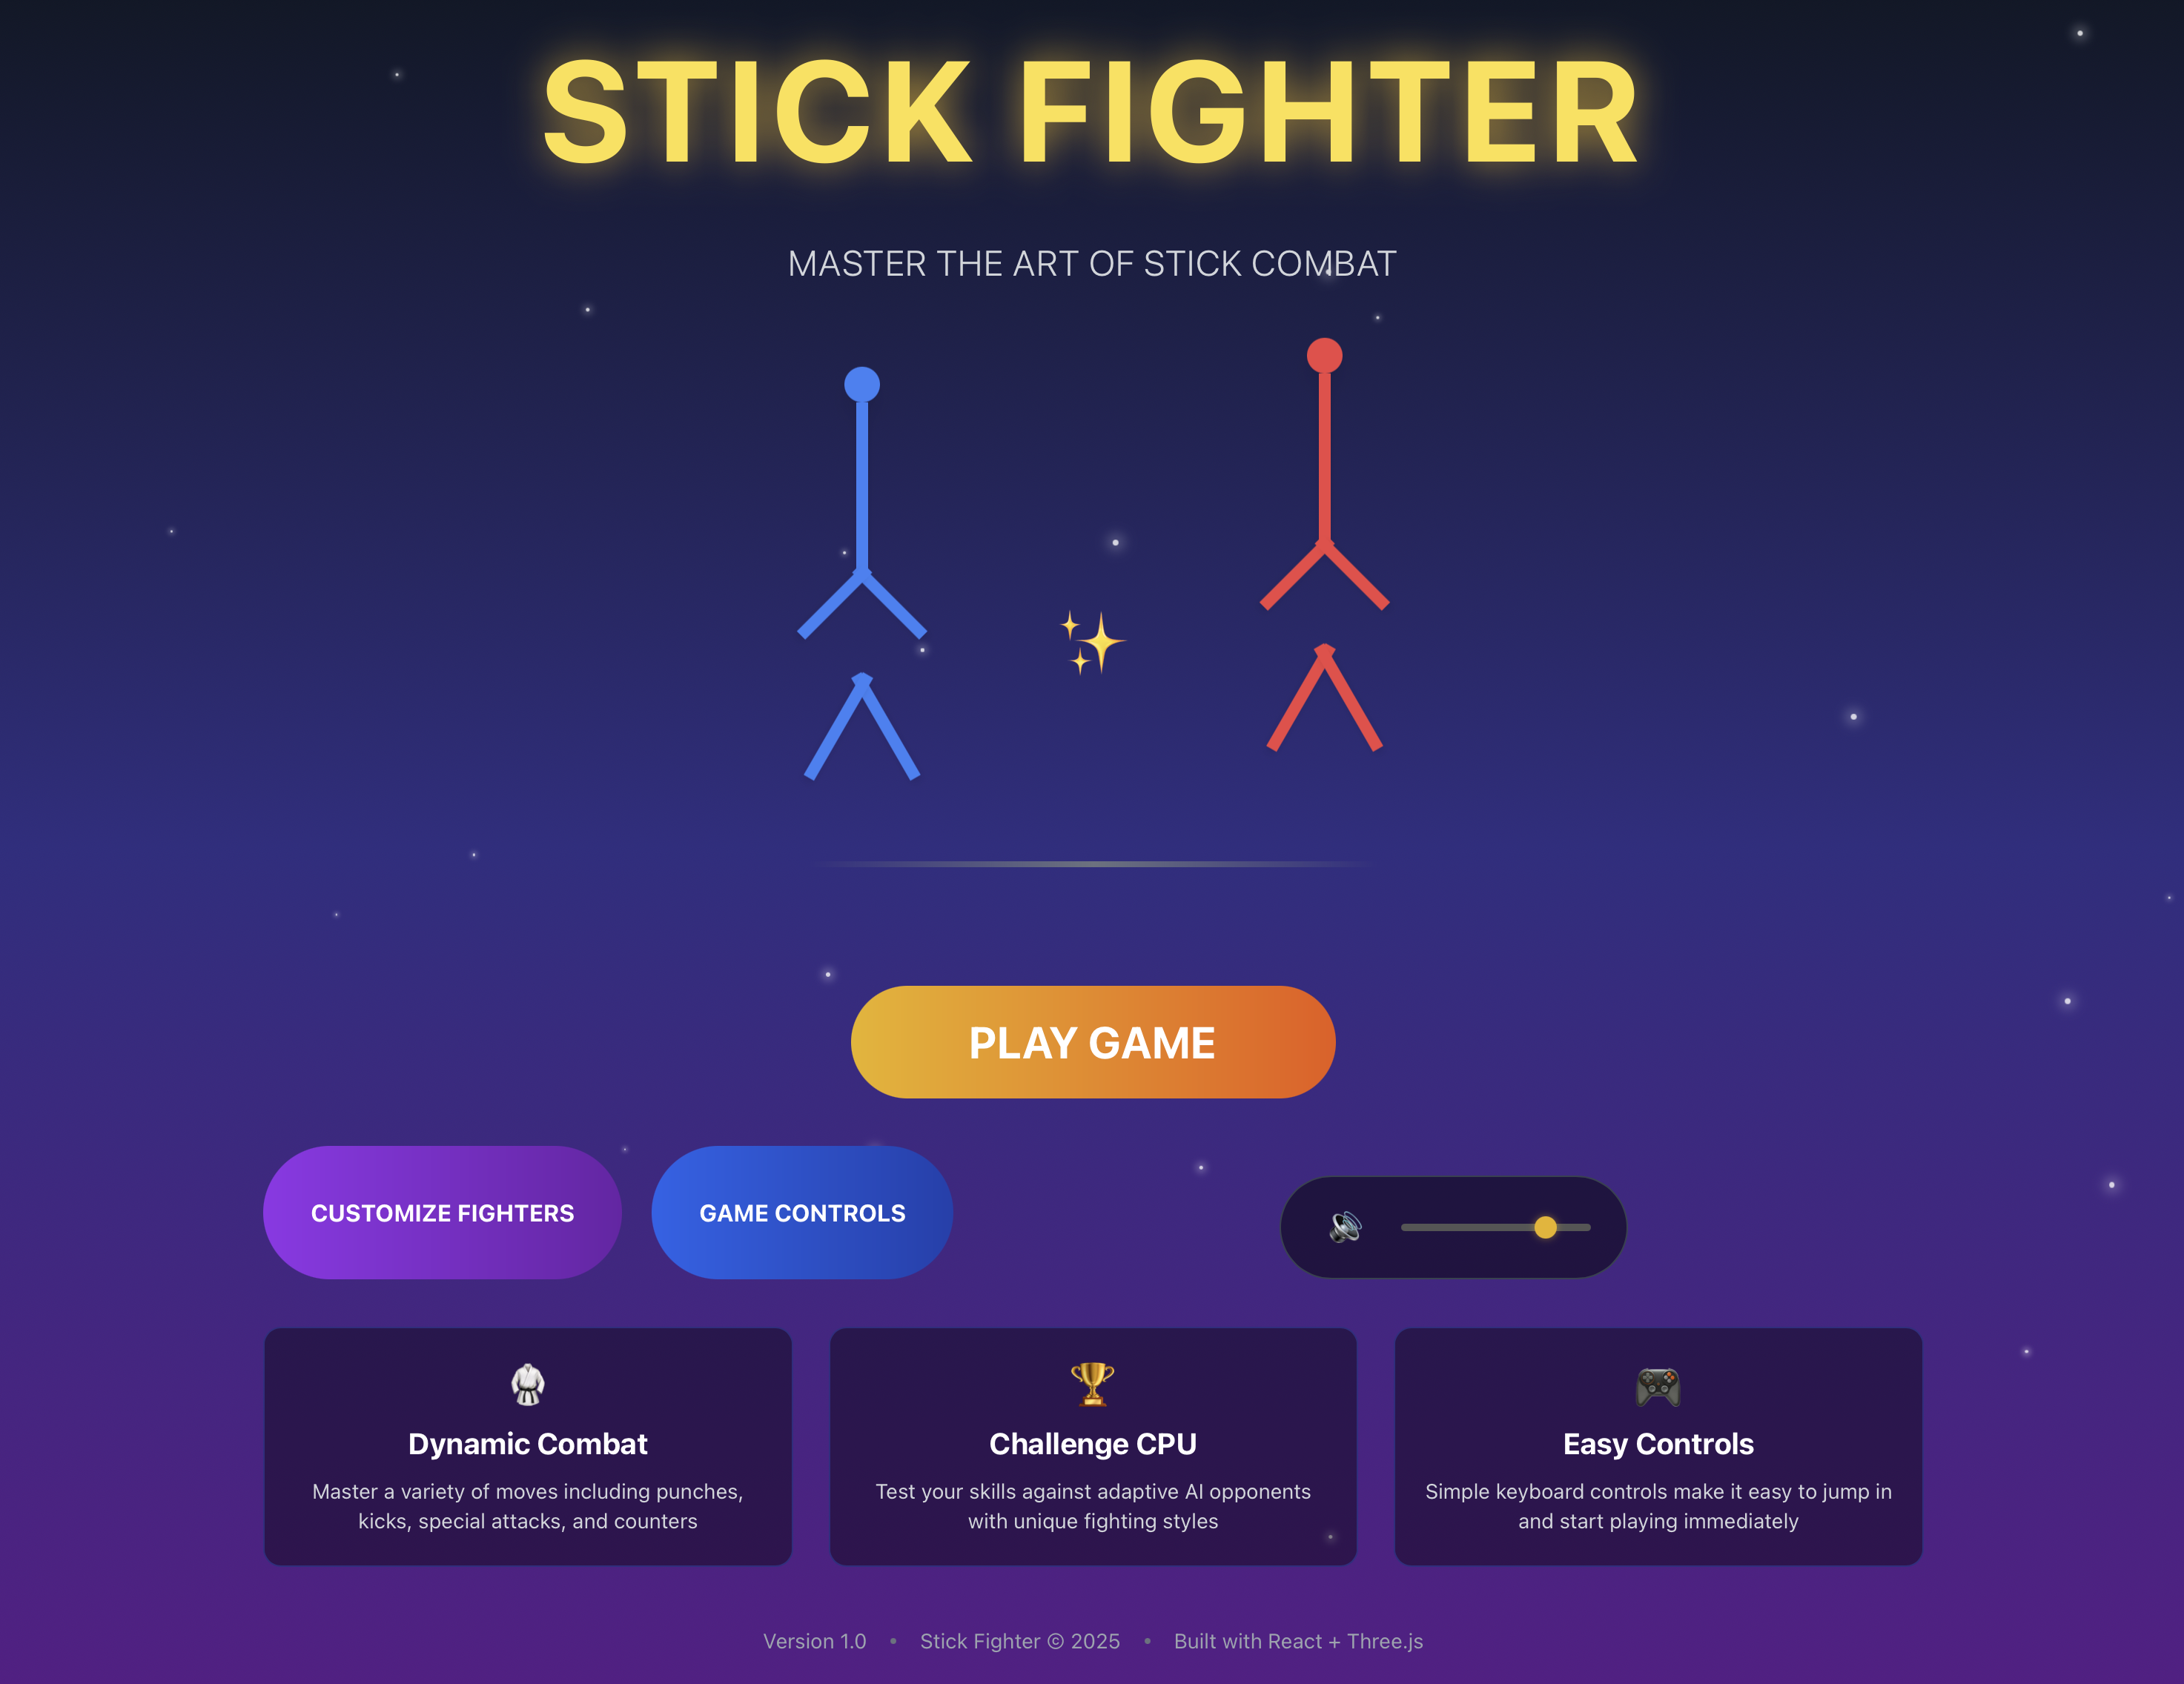 STICK FIGHTER
MASTER THE ART OF STICK COMBAT
PLAY GAME
CUSTOMIZE FIGHTERS
GAME CONTROLS
Dynamic Combat
Master a variety of moves including punches,
kicks, special attacks, and counters
Challenge CPU
Test your skills against adaptive AI opponents
with unique fighting styles
Easy Controls
Simple keyboard controls make it easy to jump in
and start playing immediately
Version 1.0 • Stick Fighter © 2025 • Built with React + Three.js